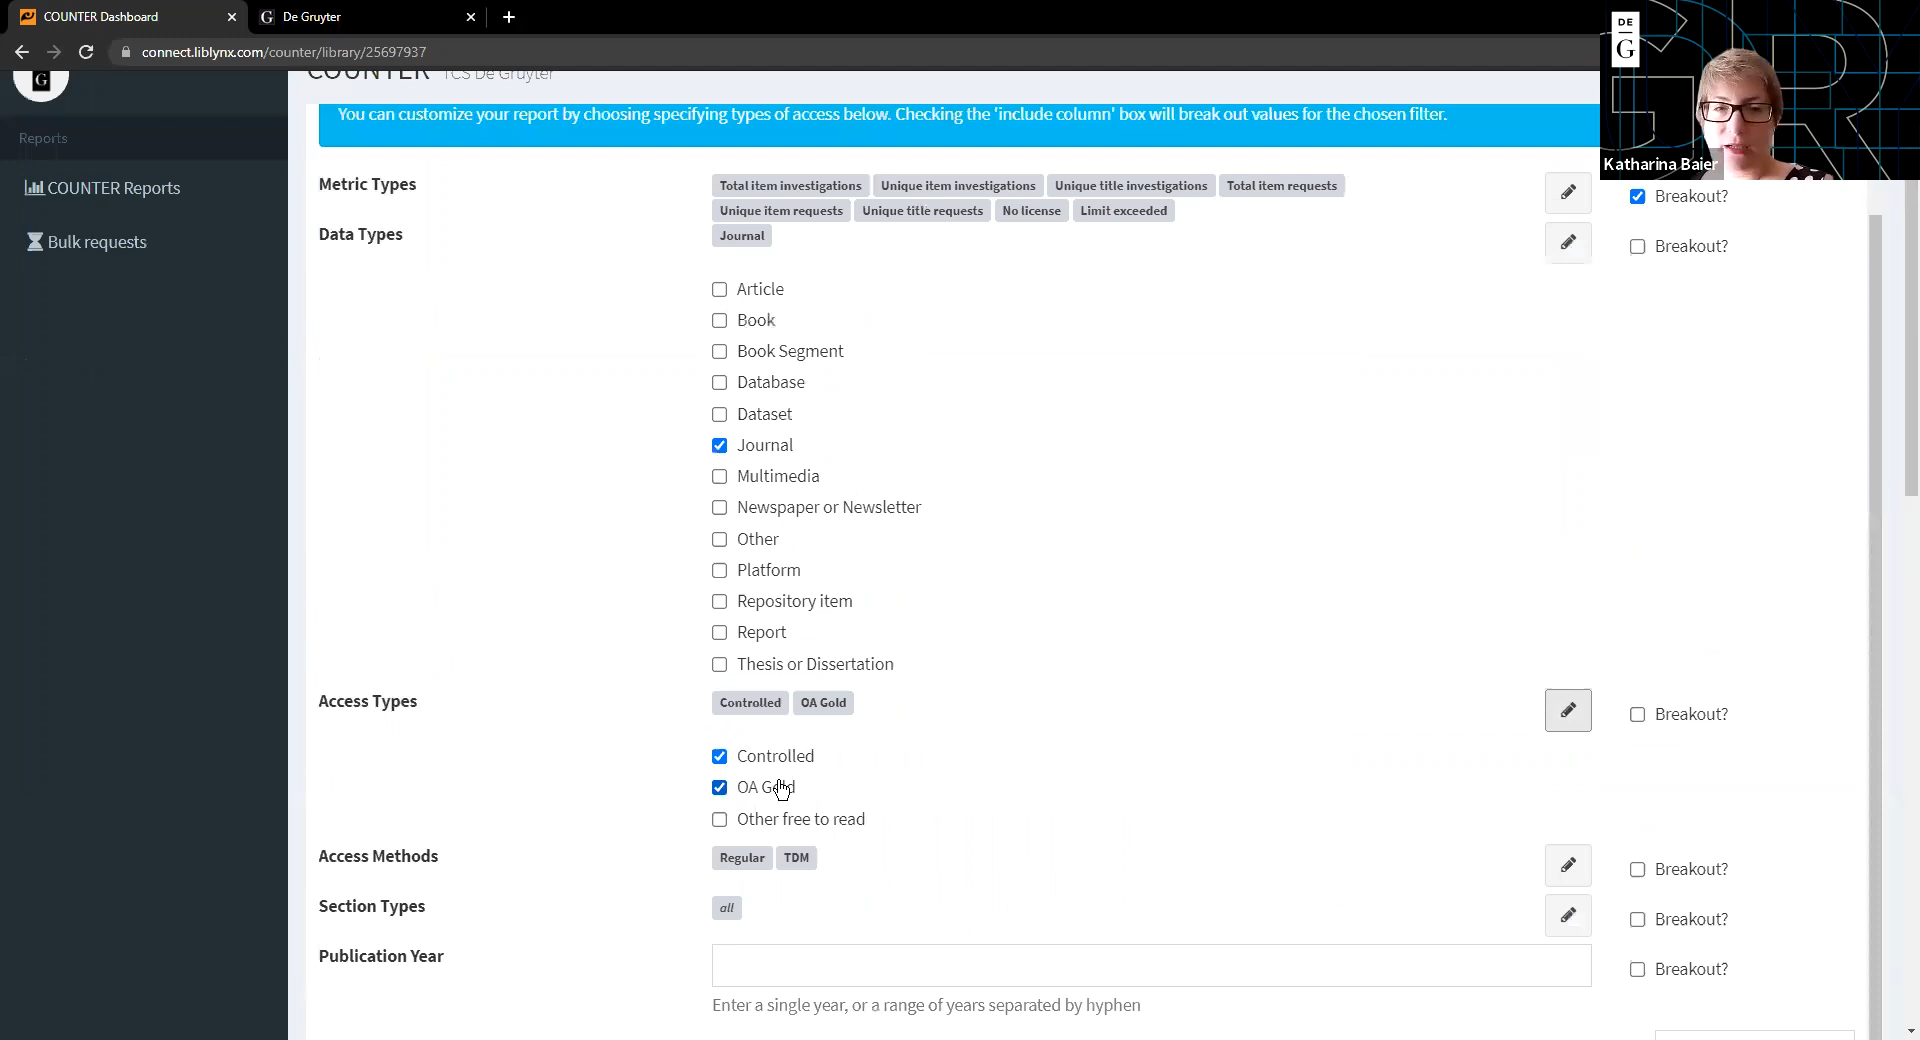 COUNTER Dashboard
G De Gruyter
connect.liblynx.com/counter/library/25697937
DE
G
Katharina Baier
G
COUNTER TCS De Gruyter
You can customize your report by choosing specifying types of access below. Checking the 'include column' box will break out values for the chosen filter.
Reports
COUNTER Reports
Bulk requests
Metric Types
Total item investigations Unique item investigations Unique title investigations Total item requests
Breakout?
Unique item requests Unique title requests No license Limit exceeded
Data Types
Journal
Breakout?
Article
Book
Book Segment
Database
Dataset
Journal
Multimedia
Newspaper or Newsletter
Other
Platform
Repository item
Report
Thesis or Dissertation
Access Types
Controlled OA Gold
Breakout?
Controlled
OA Gold
Other free to read
Access Methods
Regular TDM
Breakout?
Section Types
all
Breakout?
Publication Year
Breakout?
Enter a single year, or a range of years separated by hyphen